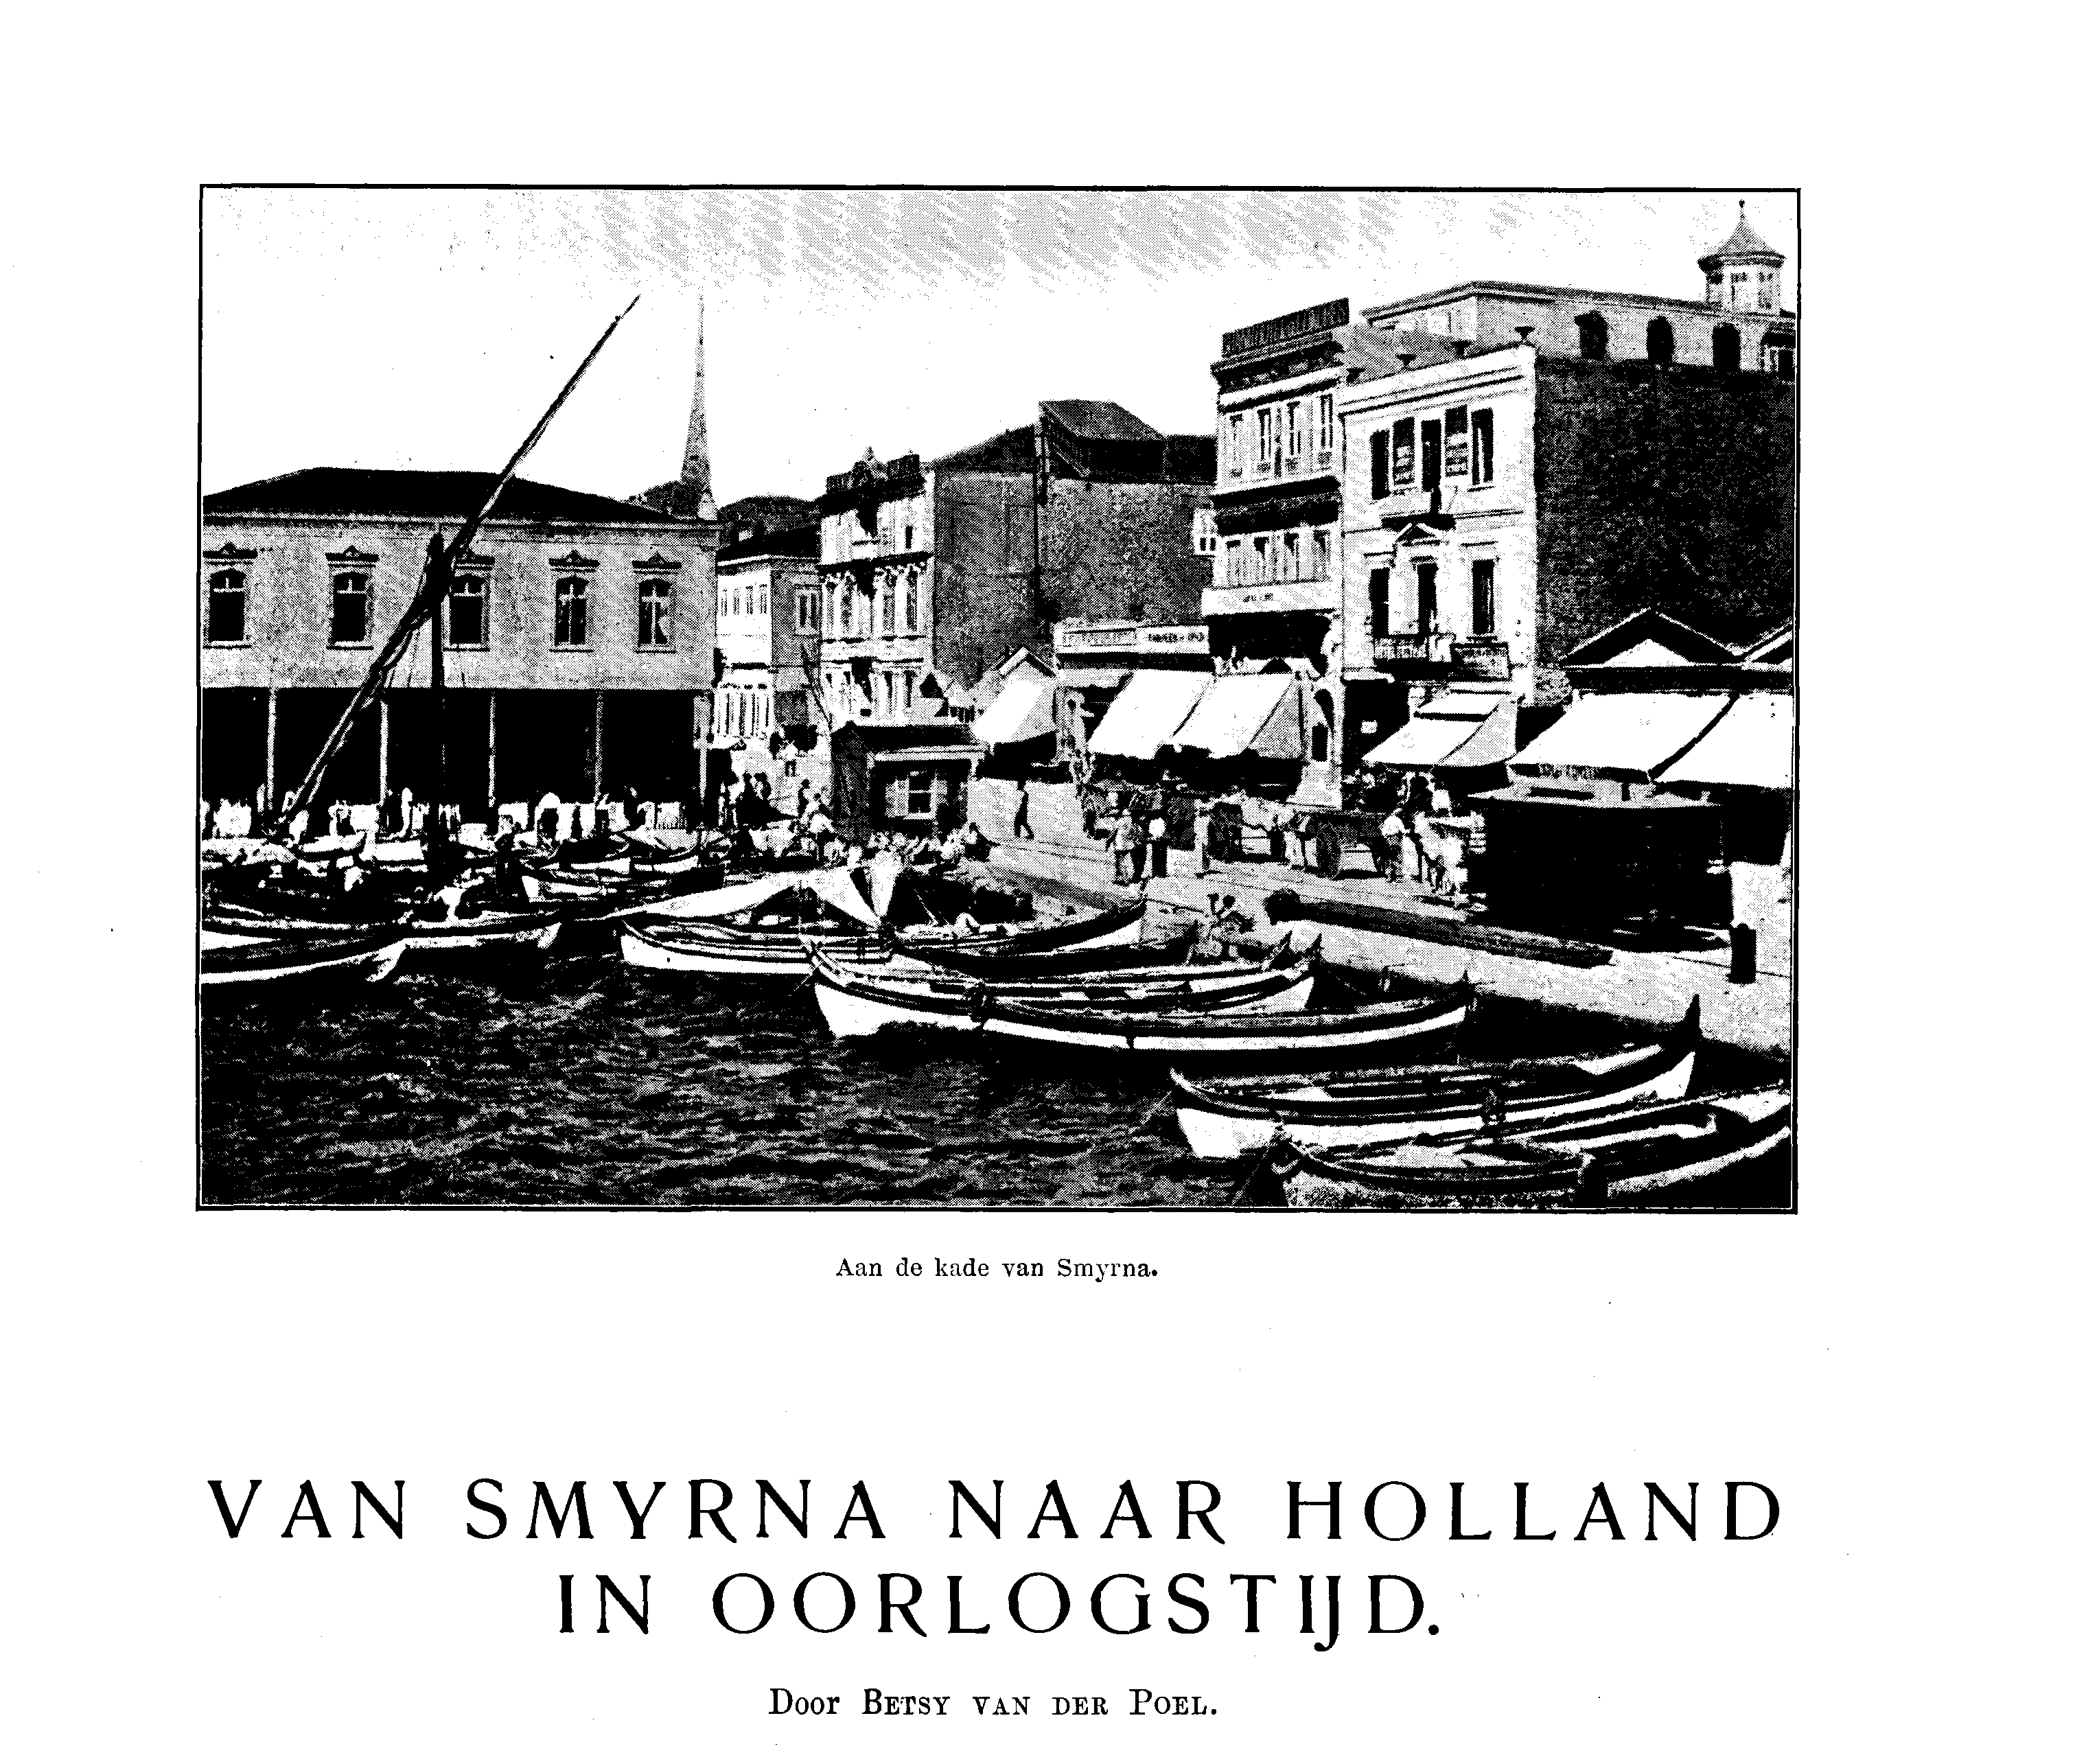 Aan de kade van Smyrna.
VAN SMYRNA NAAR HOLLAND
IN OORLOGSTIJD.
Door BETSY VAN DER POEL.